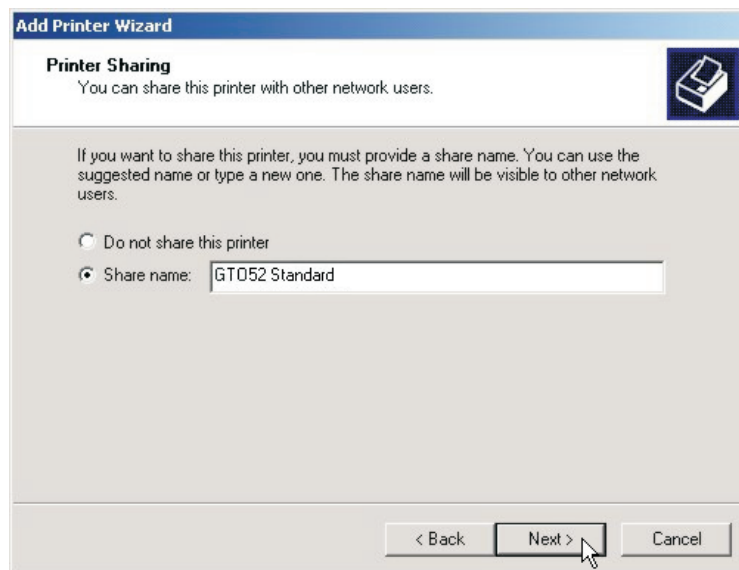 Add Printer Wizard
Printer Sharing
You can share this printer with other network users.
If you want to share this printer, you must provide a share name. You can use the
suggested name or type a new one. The share name will be visible to other network
users.
Do not share this printer
Share name: GTO52 Standard
< Back Next > Cancel